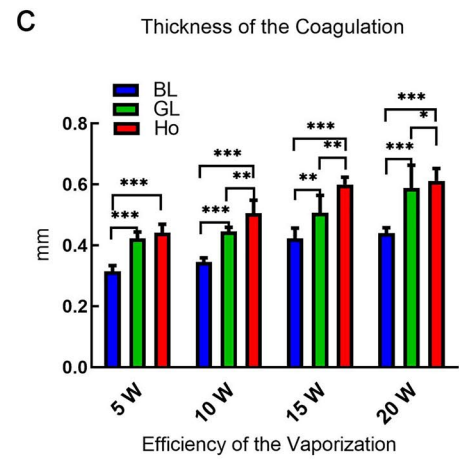 C
Thickness of the Coagulation
BL
GL
Ho
0.8
0.6
0.4
0.2
0.0
mm
***
***
***
***
**
***
**
**
***
***
*
***
5 W
10 W
15 W
20 W
Efficiency of the Vaporization